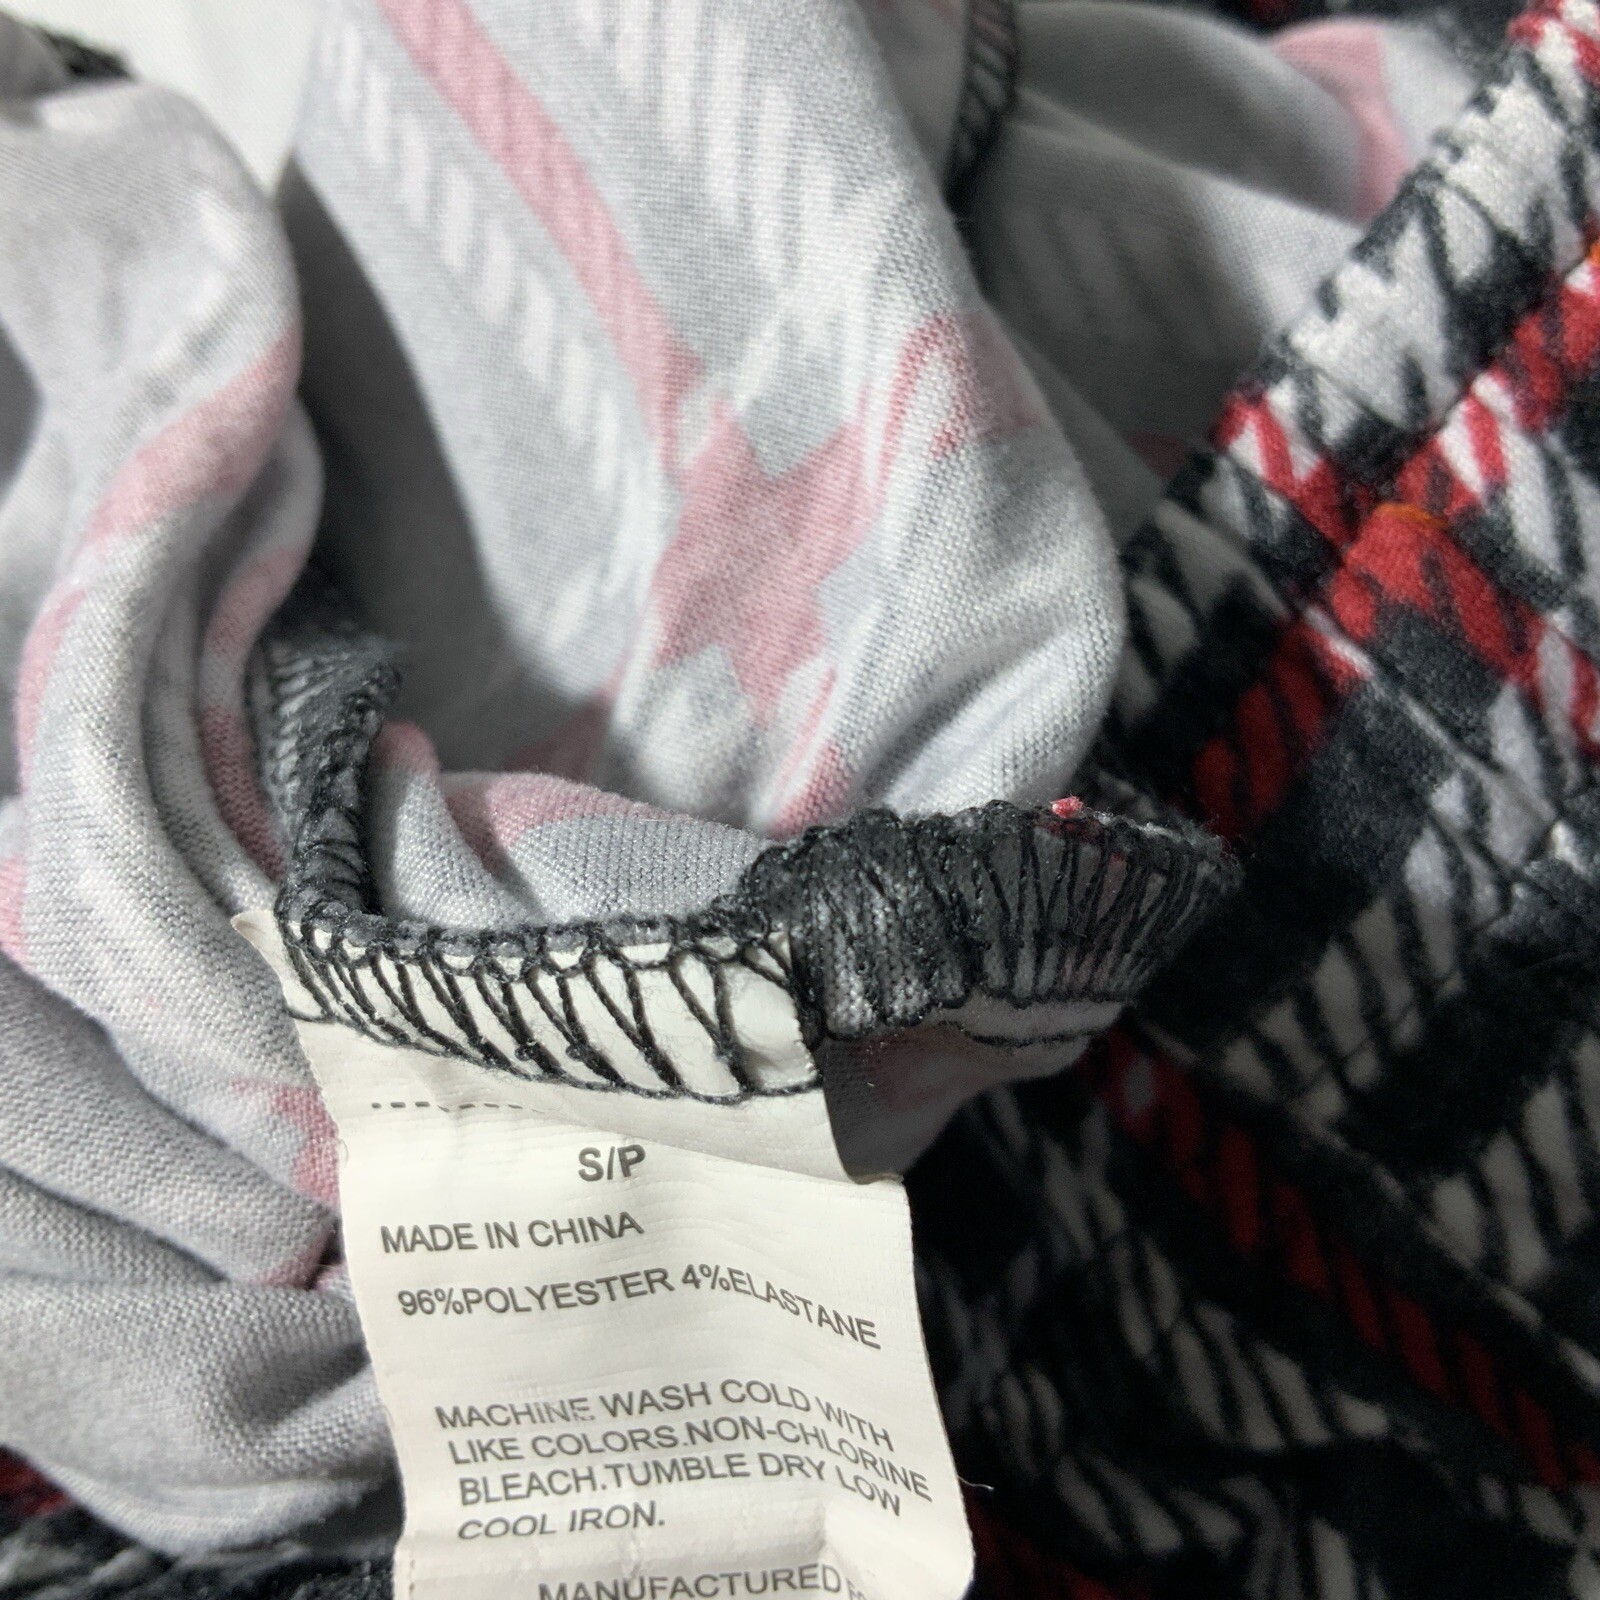 S/P
MADE IN CHINA
96%POLYESTER 4%ELASTANE
MACHINE WASH COLD WITH
LIKE COLORS.NON-CHLORINE
BLEACH.TUMBLE DRY LOW
COOL IRON.
MANUFACTURED